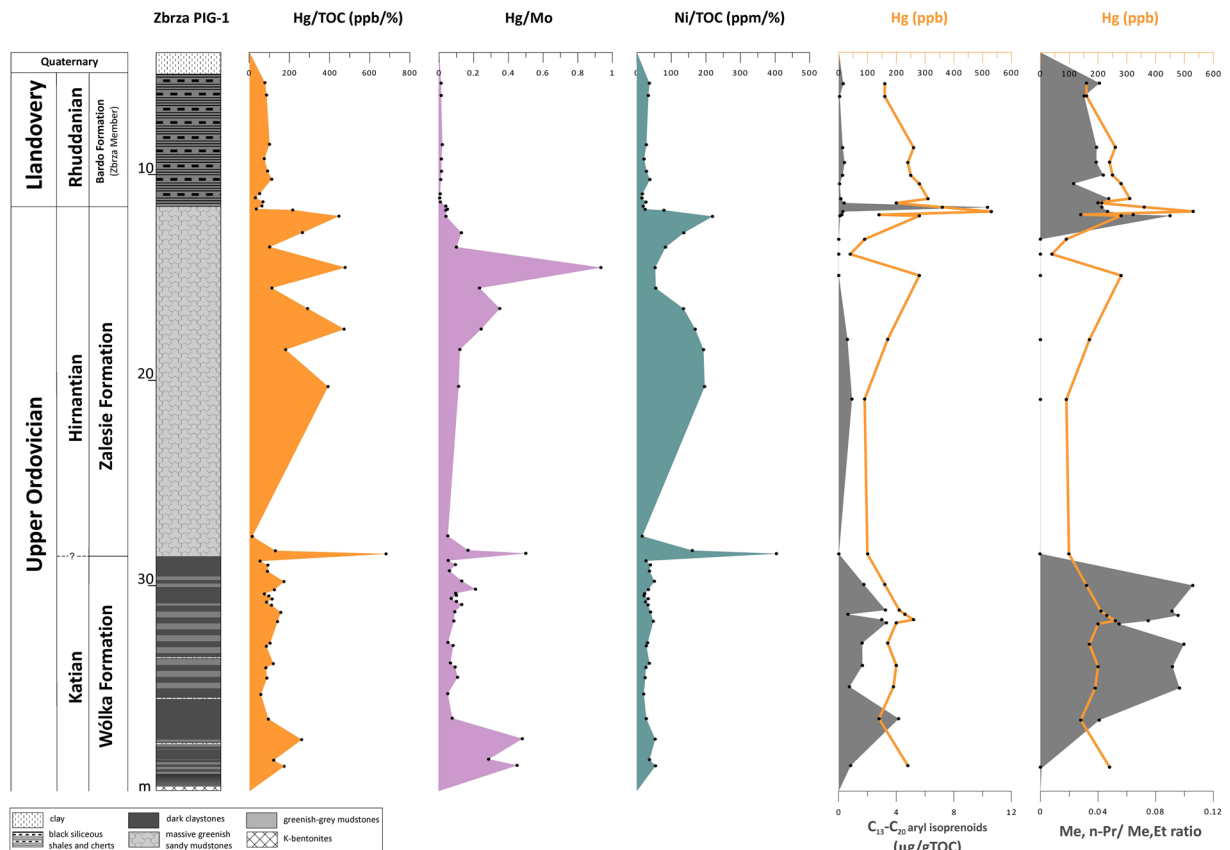 Zbrza PIG-1
Hg/TOC (ppb/%)
Hg/Mo
Ni/TOC (ppm/%)
Hg (ppb)
Hg (ppb)
0 200 400 600 800
0 0.2 0.4 0.6 0.8 1
0 100 200 300 400 500
0 100 200 300 400 500 600
0 100 200 300 400 500 600
Quaternary
Llandovery
Rhuddanian
Bardo Formation
(Zbrza Member)
10
Upper Ordovician
Hirnantian
Zalesie Formation
20
?
30
Katian
Wólka Formation
m
0 4 8 12
C₁₃-C₂₀ aryl isoprenoids
(µg/gTOC)
0 0.04 0.08 0.12
Me, n-Pr/ Me,Et ratio
clay
dark claystones
greenish-grey mudstones
black siliceous
shales and cherts
massive greenish
sandy mudstones
K-bentonites